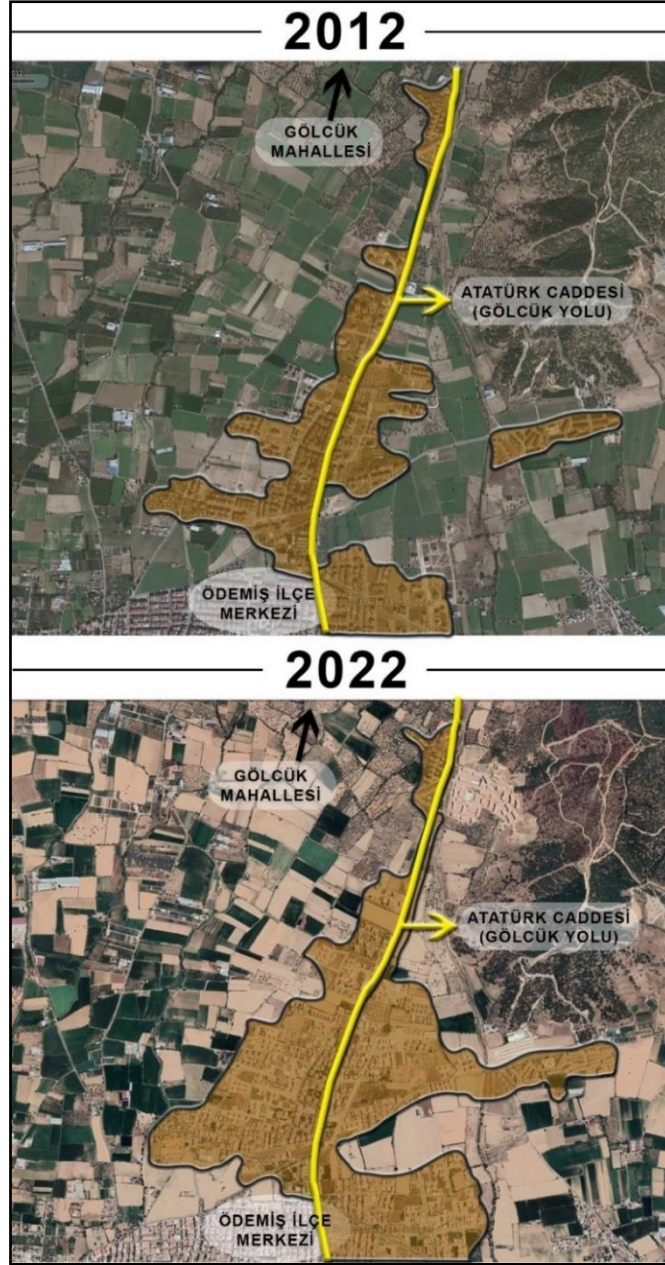 2012
GÖLCÜK
MAHALLESİ
ATATÜRK CADDESİ
(GÖLCÜK YOLU)
ÖDEMİŞ İLÇE
MERKEZİ
2022
GÖLCÜK
MAHALLESİ
ATATÜRK CADDESİ
(GÖLCÜK YOLU)
ÖDEMİŞ İLÇE
MERKEZİ